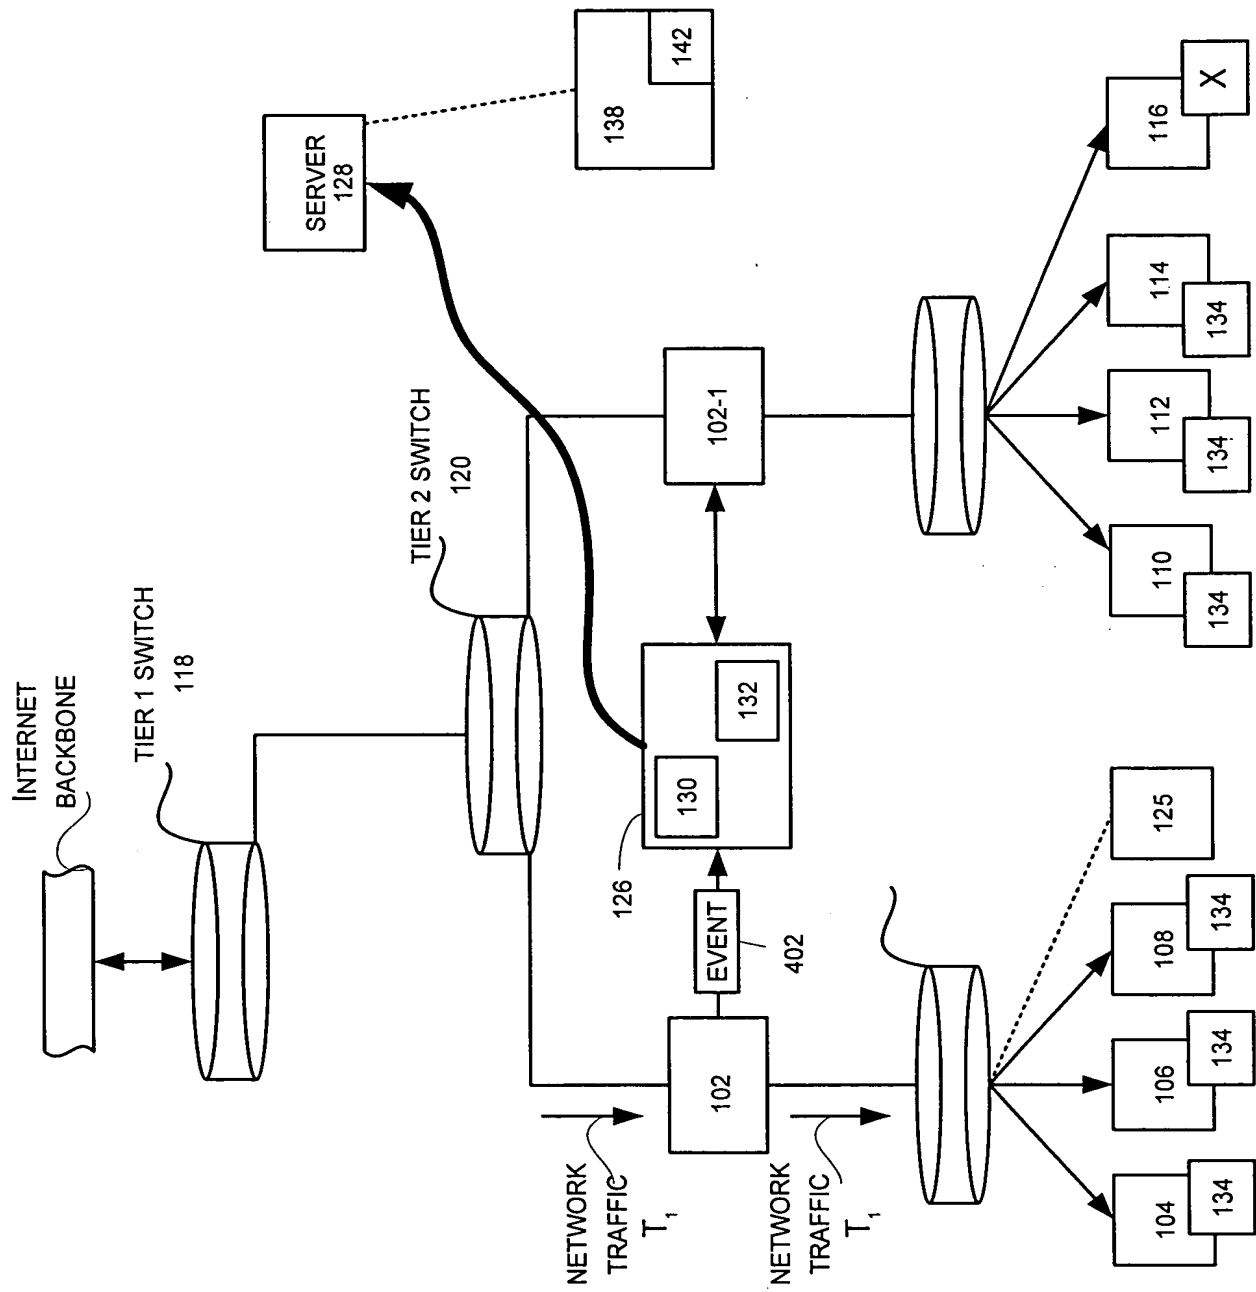 INTERNET
BACKBONE
TIER 1 SWITCH
118
TIER 2 SWITCH
120
SERVER
128
138
142
NETWORK
TRAFFIC
T1
102
EVENT
402
126
130
132
102-1
NETWORK
TRAFFIC
T1
104
134
106
134
108
134
125
110
134
112
134
114
134
116
X